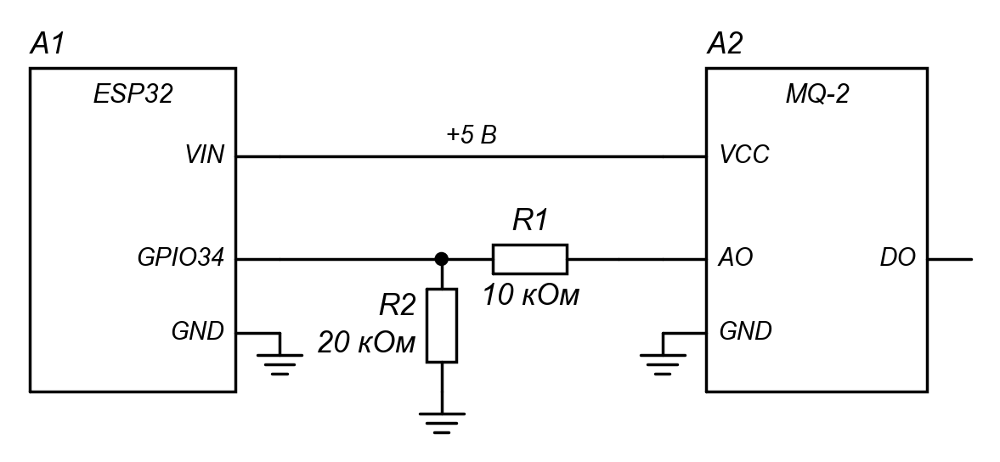 A1
A2
ESP32
MQ-2
+5 В
VIN
VCC
R1
GPIO34
AO
DO
10 кОм
R2
20 кОм
GND
GND